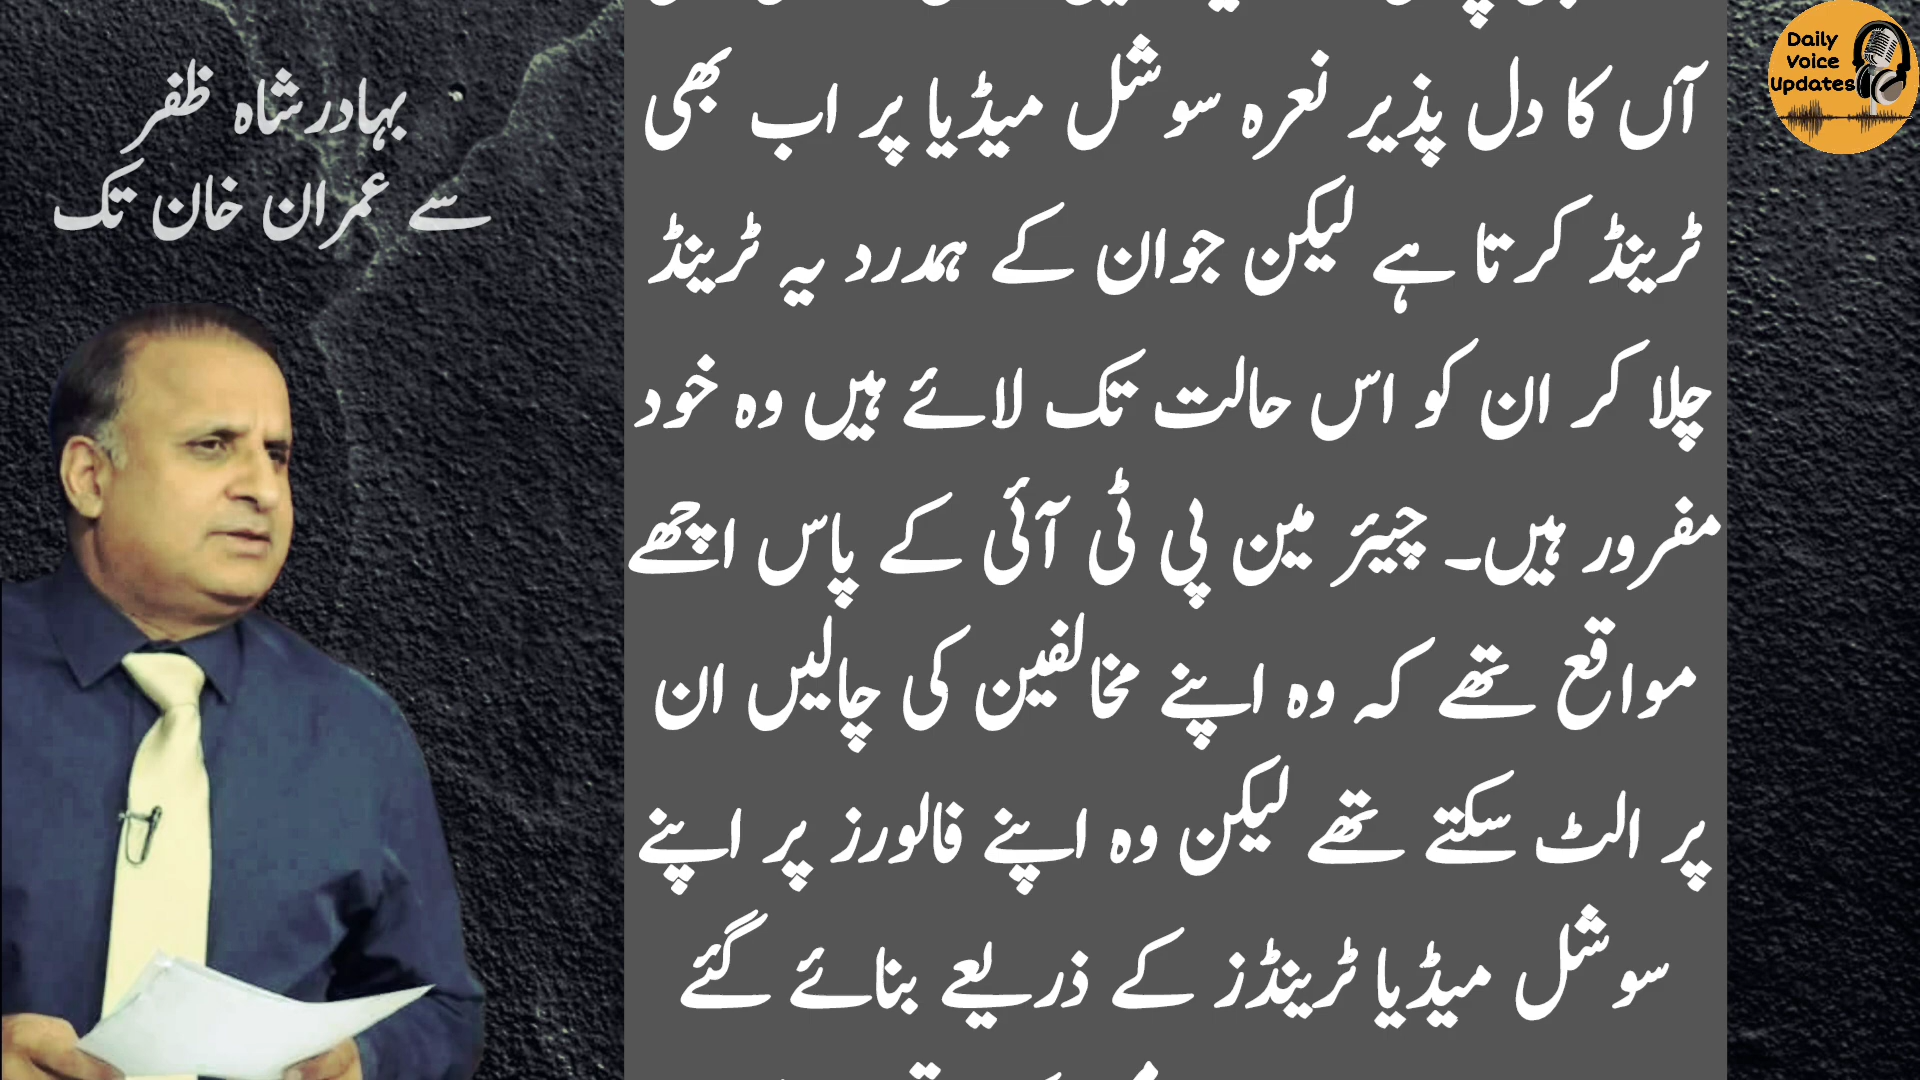 بہادر شاہ ظفر
سے عمران خان تک
آں کا دل پذیر نعرہ سوشل میڈیا پر اب بھی
ٹرینڈ کرتا ہے لیکن جوان کے ہمدرد یہ ٹرینڈ
چلا کر ان کو اس حالت تک لائے ہیں وہ خود
مفرور ہیں۔ چیئر مین پی ٹی آئی کے پاس اچھے
مواقع تھے کہ وہ اپنے مخالفین کی چالیں ان
پر الٹ سکتے تھے لیکن وہ اپنے فالورز پر اپنے
سوشل میڈیا ٹرینڈز کے ذریعے بنائے گئے
Daily
Voice
Updates